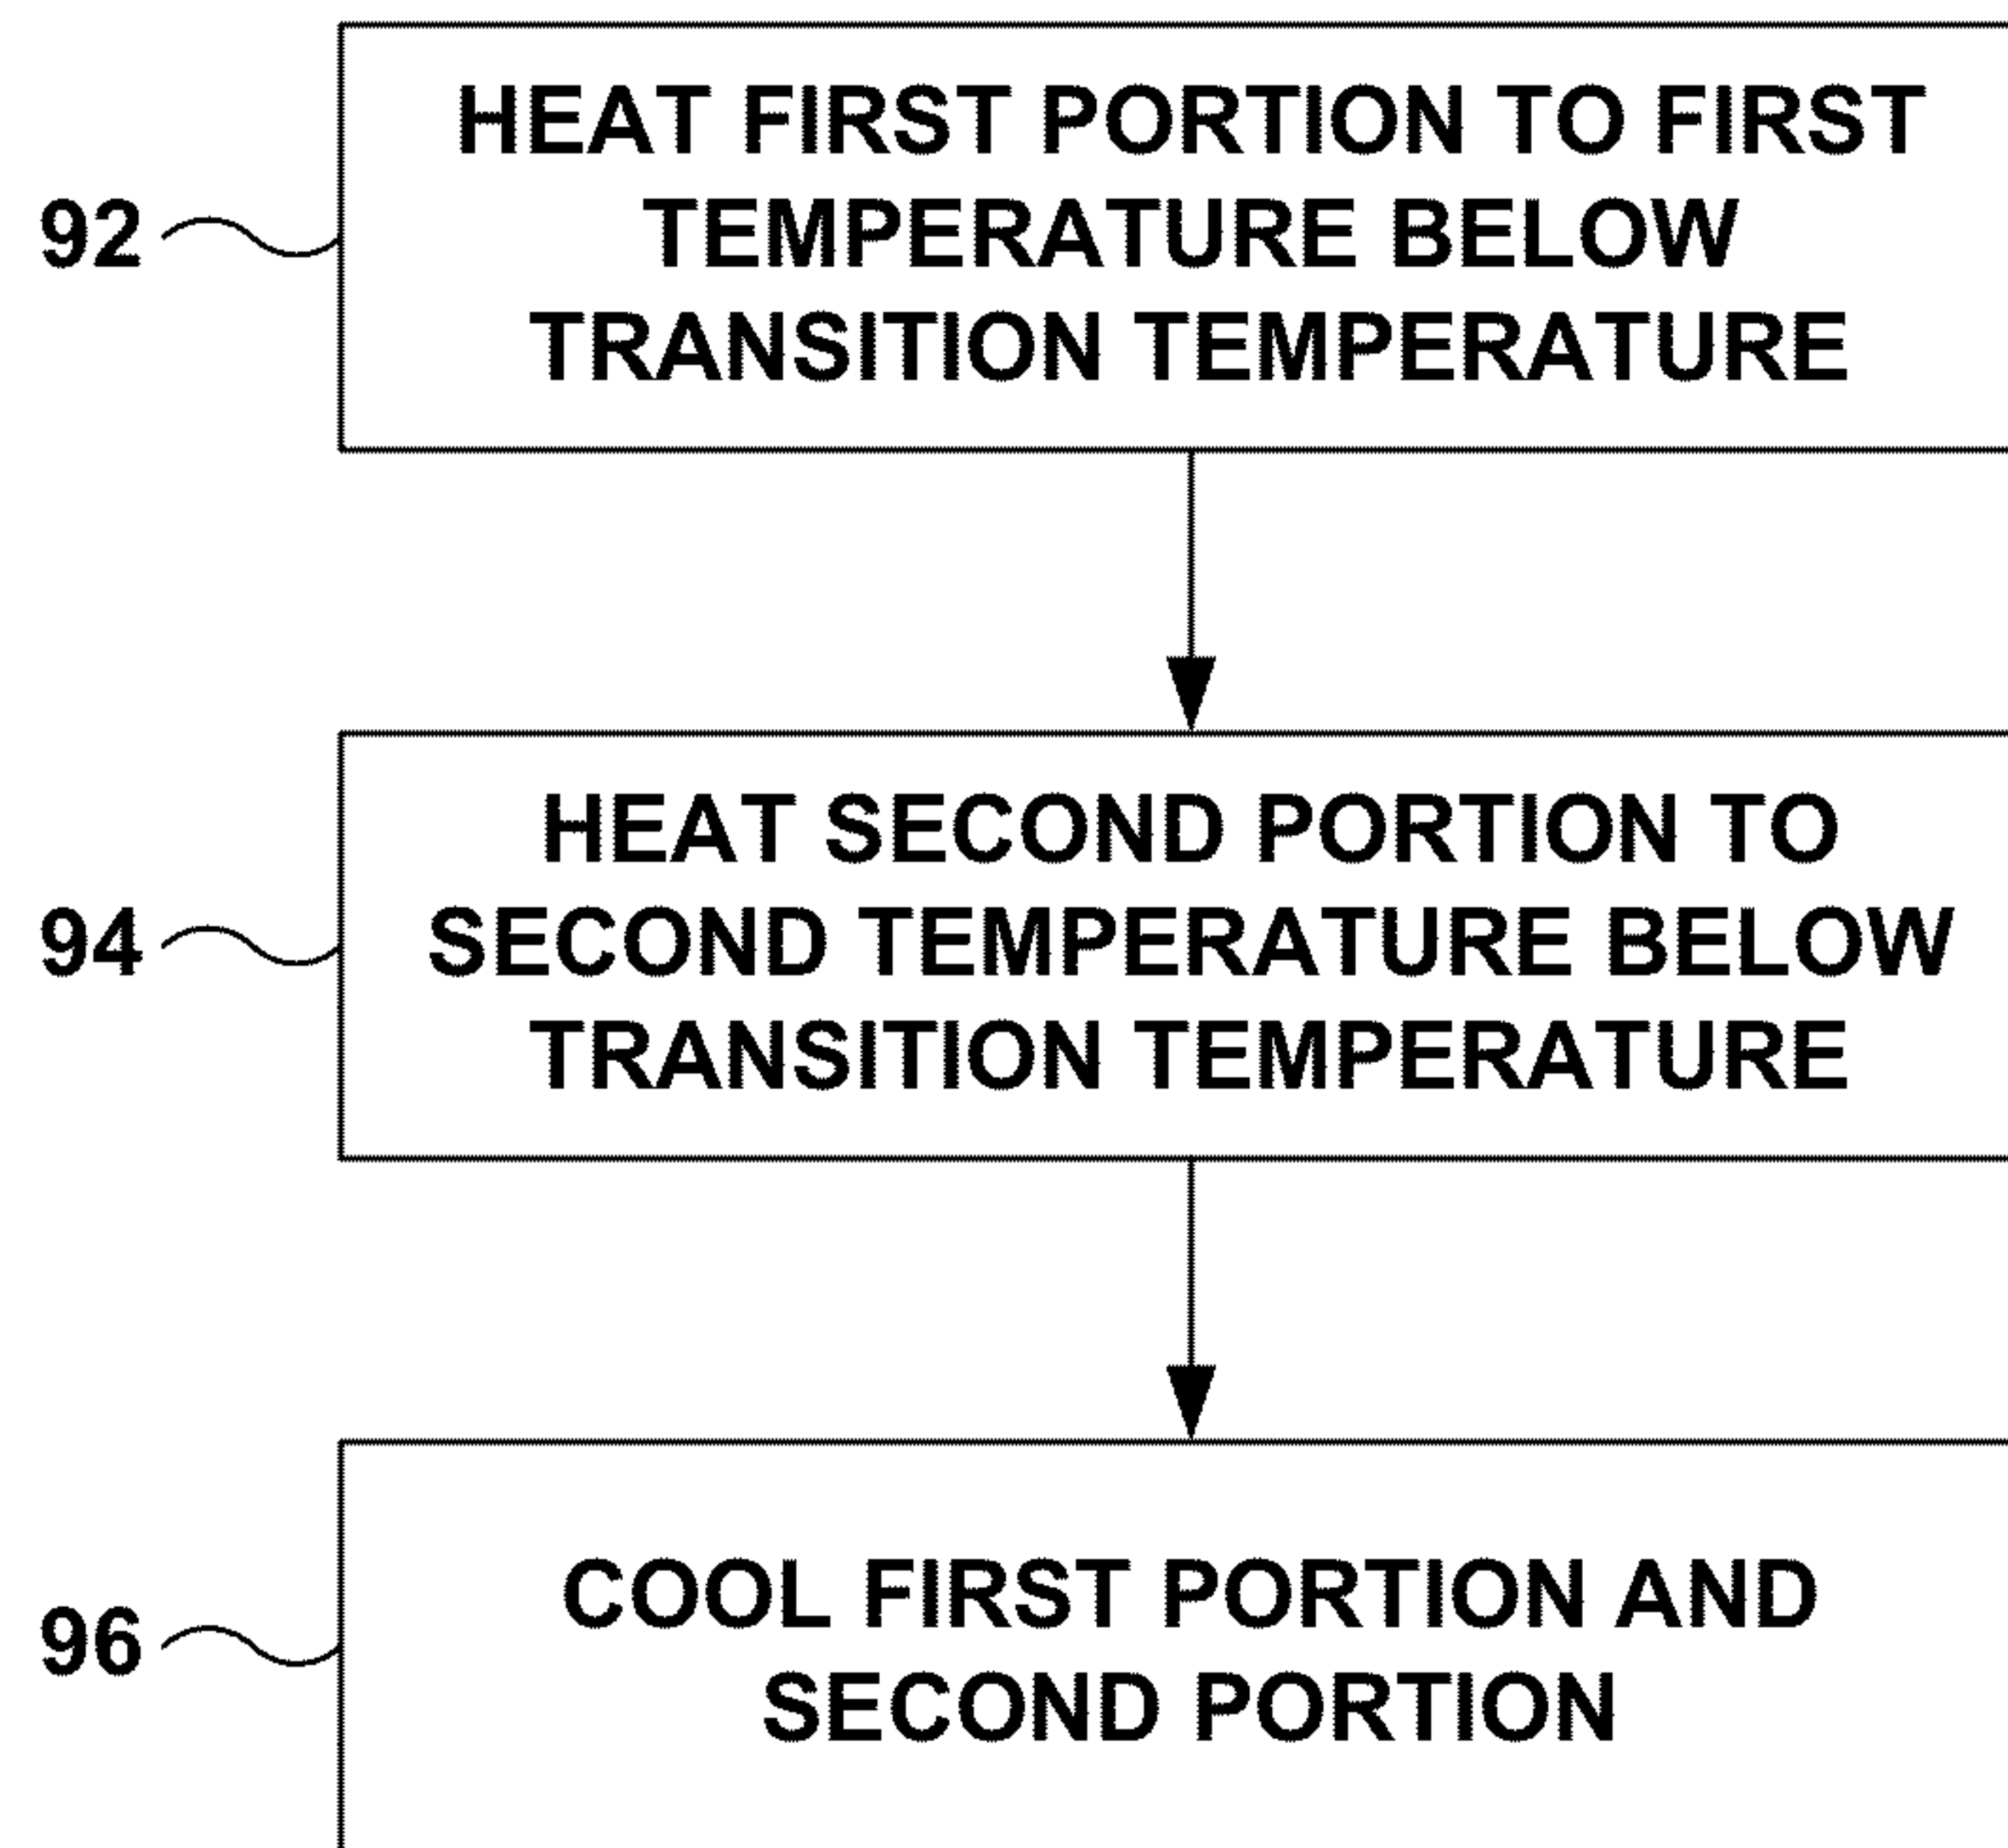 HEAT FIRST PORTION TO FIRST
92
TEMPERATURE BELOW
TRANSITION TEMPERATURE
HEAT SECOND PORTION TO
94
SECOND TEMPERATURE BELOW
TRANSITION TEMPERATURE
COOL FIRST PORTION AND
96
SECOND PORTION